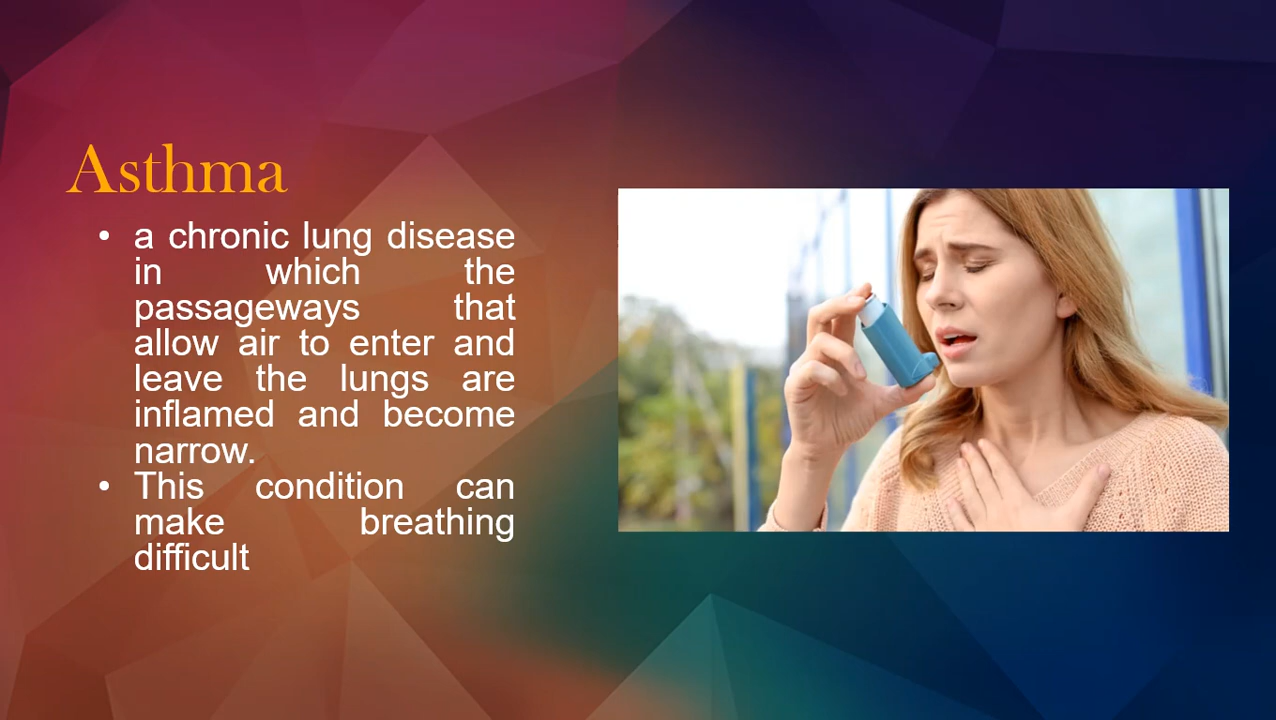 Asthma
• a chronic lung disease
in which the
passageways that
allow air to enter and
leave the lungs are
inflamed and become
narrow.
• This condition can
make breathing
difficult